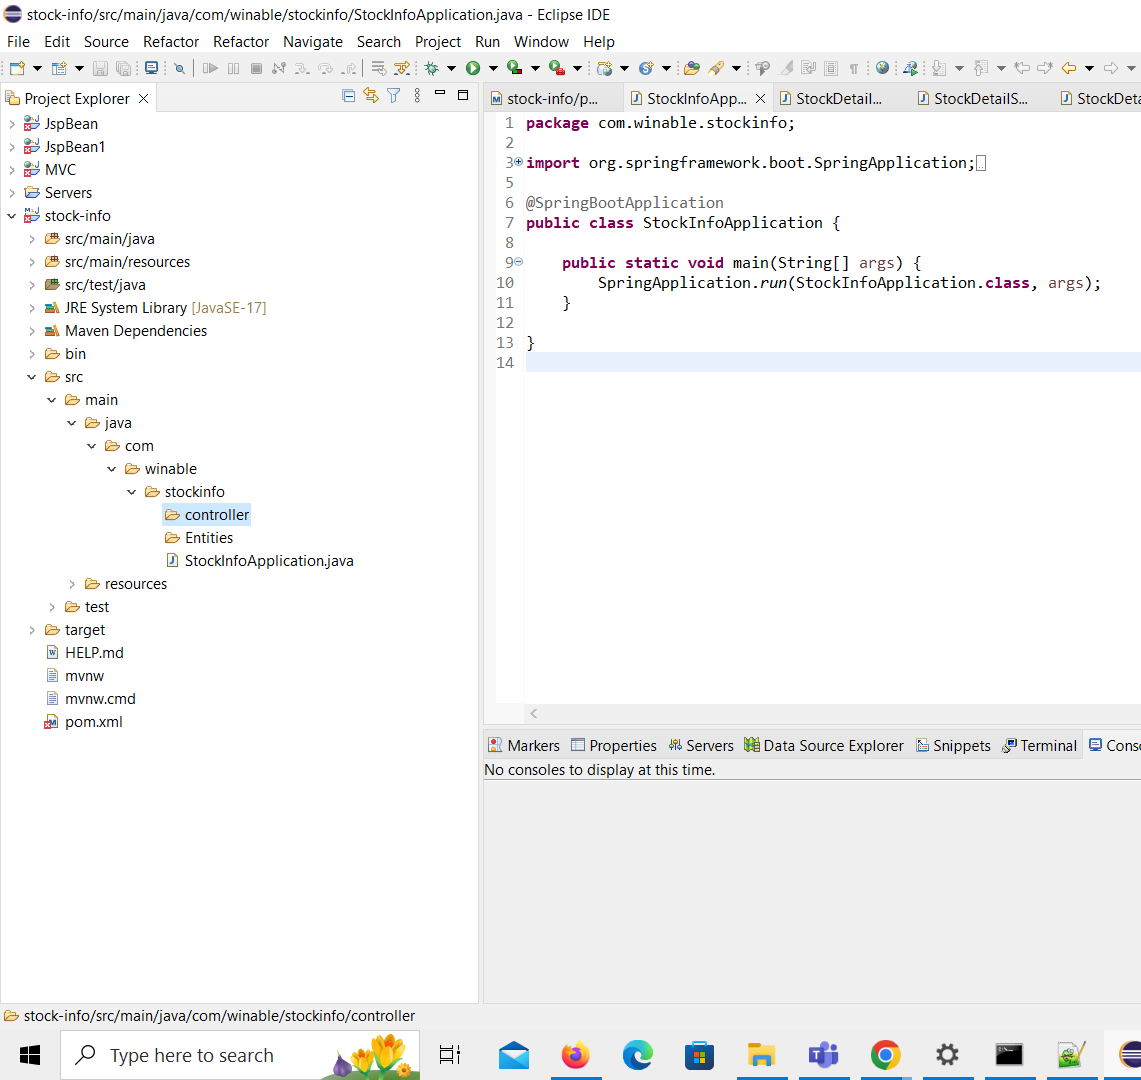 stock-info/src/main/java/com/winable/stockinfo/StockInfoApplication.java - Eclipse IDE
File Edit Source Refactor Refactor Navigate Search Project Run Window Help
Project Explorer
JspBean
JspBean1
MVC
Servers
stock-info
src/main/java
src/main/resources
src/test/java
JRE System Library [JavaSE-17]
Maven Dependencies
bin
src
main
java
com
winable
stockinfo
controller
Entities
StockInfoApplication.java
resources
test
target
HELP.md
mvnw
mvnw.cmd
pom.xml
stock-info/p... StockInfoApp... StockDetail... StockDetailS... StockDeta
1 package com.winable.stockinfo;
2
3 import org.springframework.boot.SpringApplication;
5
6 @SpringBootApplication
7 public class StockInfoApplication {
8
9 public static void main(String[] args) {
10 SpringApplication.run(StockInfoApplication.class, args);
11 }
12
13 }
14
Markers Properties Servers Data Source Explorer Snippets Terminal Conso
No consoles to display at this time.
stock-info/src/main/java/com/winable/stockinfo/controller
Type here to search